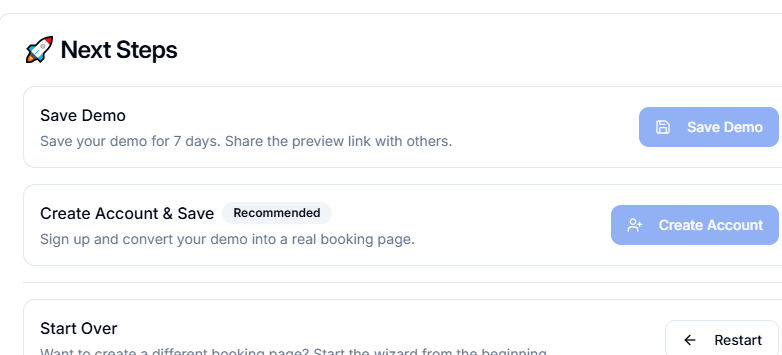 Next Steps
Save Demo
Save your demo for 7 days. Share the preview link with others.
Save Demo
Create Account & Save
Recommended
Sign up and convert your demo into a real booking page.
Create Account
Start Over
Want to create a different booking page? Start the wizard from the beginning
Restart